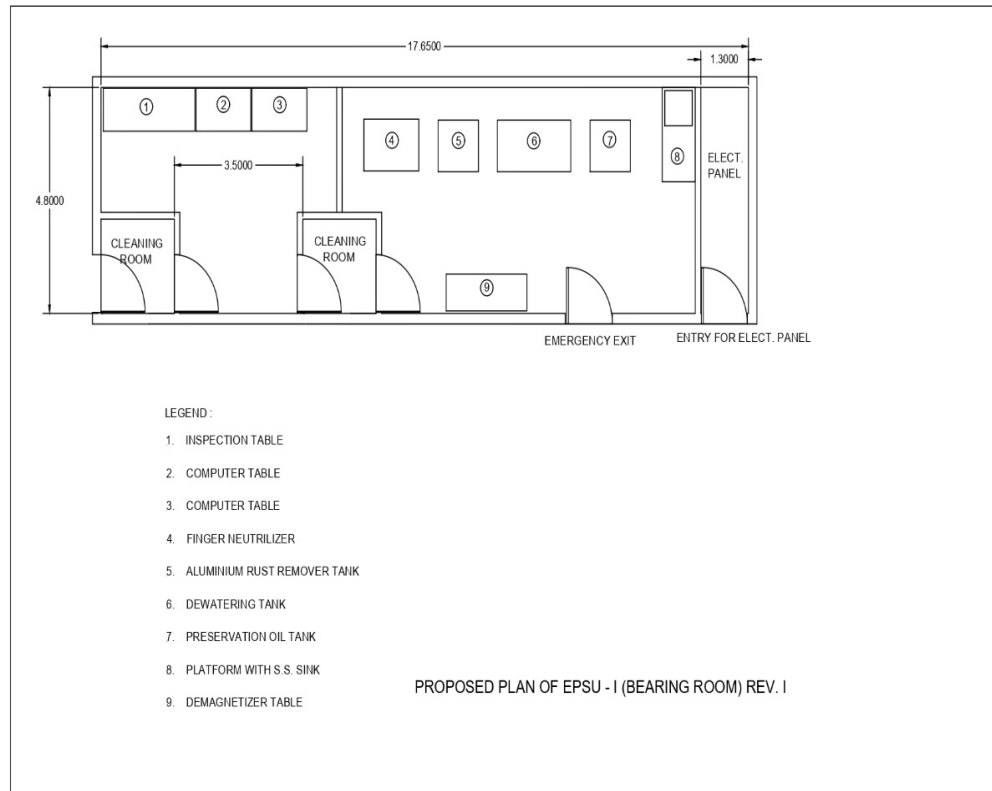 17.6500
1.3000
1
2
3
4
5
6
7
8
ELECT.
PANEL
3.5000
4.8000
CLEANING
ROOM
CLEANING
ROOM
9
EMERGENCY EXIT
ENTRY FOR ELECT. PANEL
LEGEND :
1. INSPECTION TABLE
2. COMPUTER TABLE
3. COMPUTER TABLE
4. FINGER NEUTRILIZER
5. ALUMINIUM RUST REMOVER TANK
6. DEWATERING TANK
7. PRESERVATION OIL TANK
8. PLATFORM WITH S.S. SINK
9. DEMAGNETIZER TABLE
PROPOSED PLAN OF EPSU - I (BEARING ROOM) REV. I